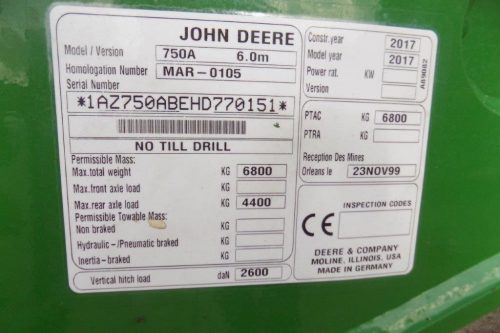 JOHN DEERE
Model / Version 750A 6.0m
Homologation Number MAR-0105
Serial Number
*1AZ750ABEHD770151*
NO TILL DRILL
Permissible Mass:
Max.total weight KG 6800
Max.front axle load KG
Max.rear axle load KG 4400
Permissible Towable Mass:
Non braked KG
Hydraulic -/Pneumatic braked KG
Inertia- braked KG
Vertical hitch load daN 2600
Constr.year 2017
Model year 2017
Power rat. KW
Version
A89082
PTAC KG 6800
PTRA KG
Reception Des Mines
Orleans le 23NOV99
CE
INSPECTION CODES
DEERE & COMPANY
MOLINE, ILLINOIS, USA
MADE IN GERMANY